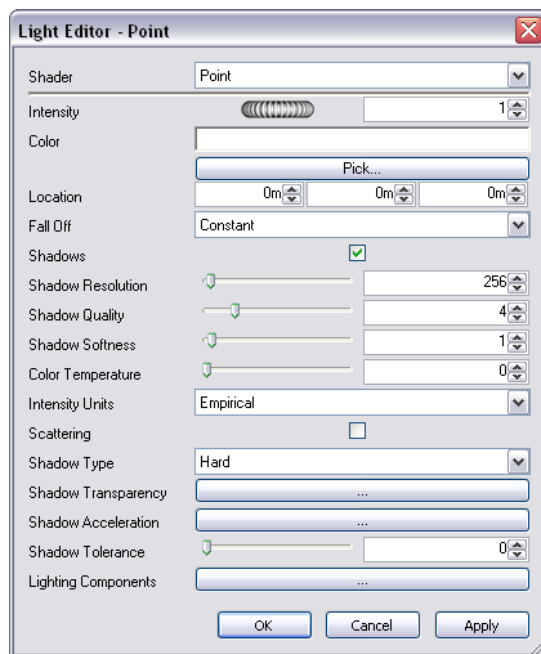 Light Editor - Point
Shader Point
Intensity 1
Color
Pick...
Location 0m 0m 0m
Fall Off Constant
Shadows
Shadow Resolution 256
Shadow Quality 4
Shadow Softness 1
Color Temperature 0
Intensity Units Empirical
Scattering
Shadow Type Hard
Shadow Transparency ...
Shadow Acceleration ...
Shadow Tolerance 0
Lighting Components ...
OK Cancel Apply